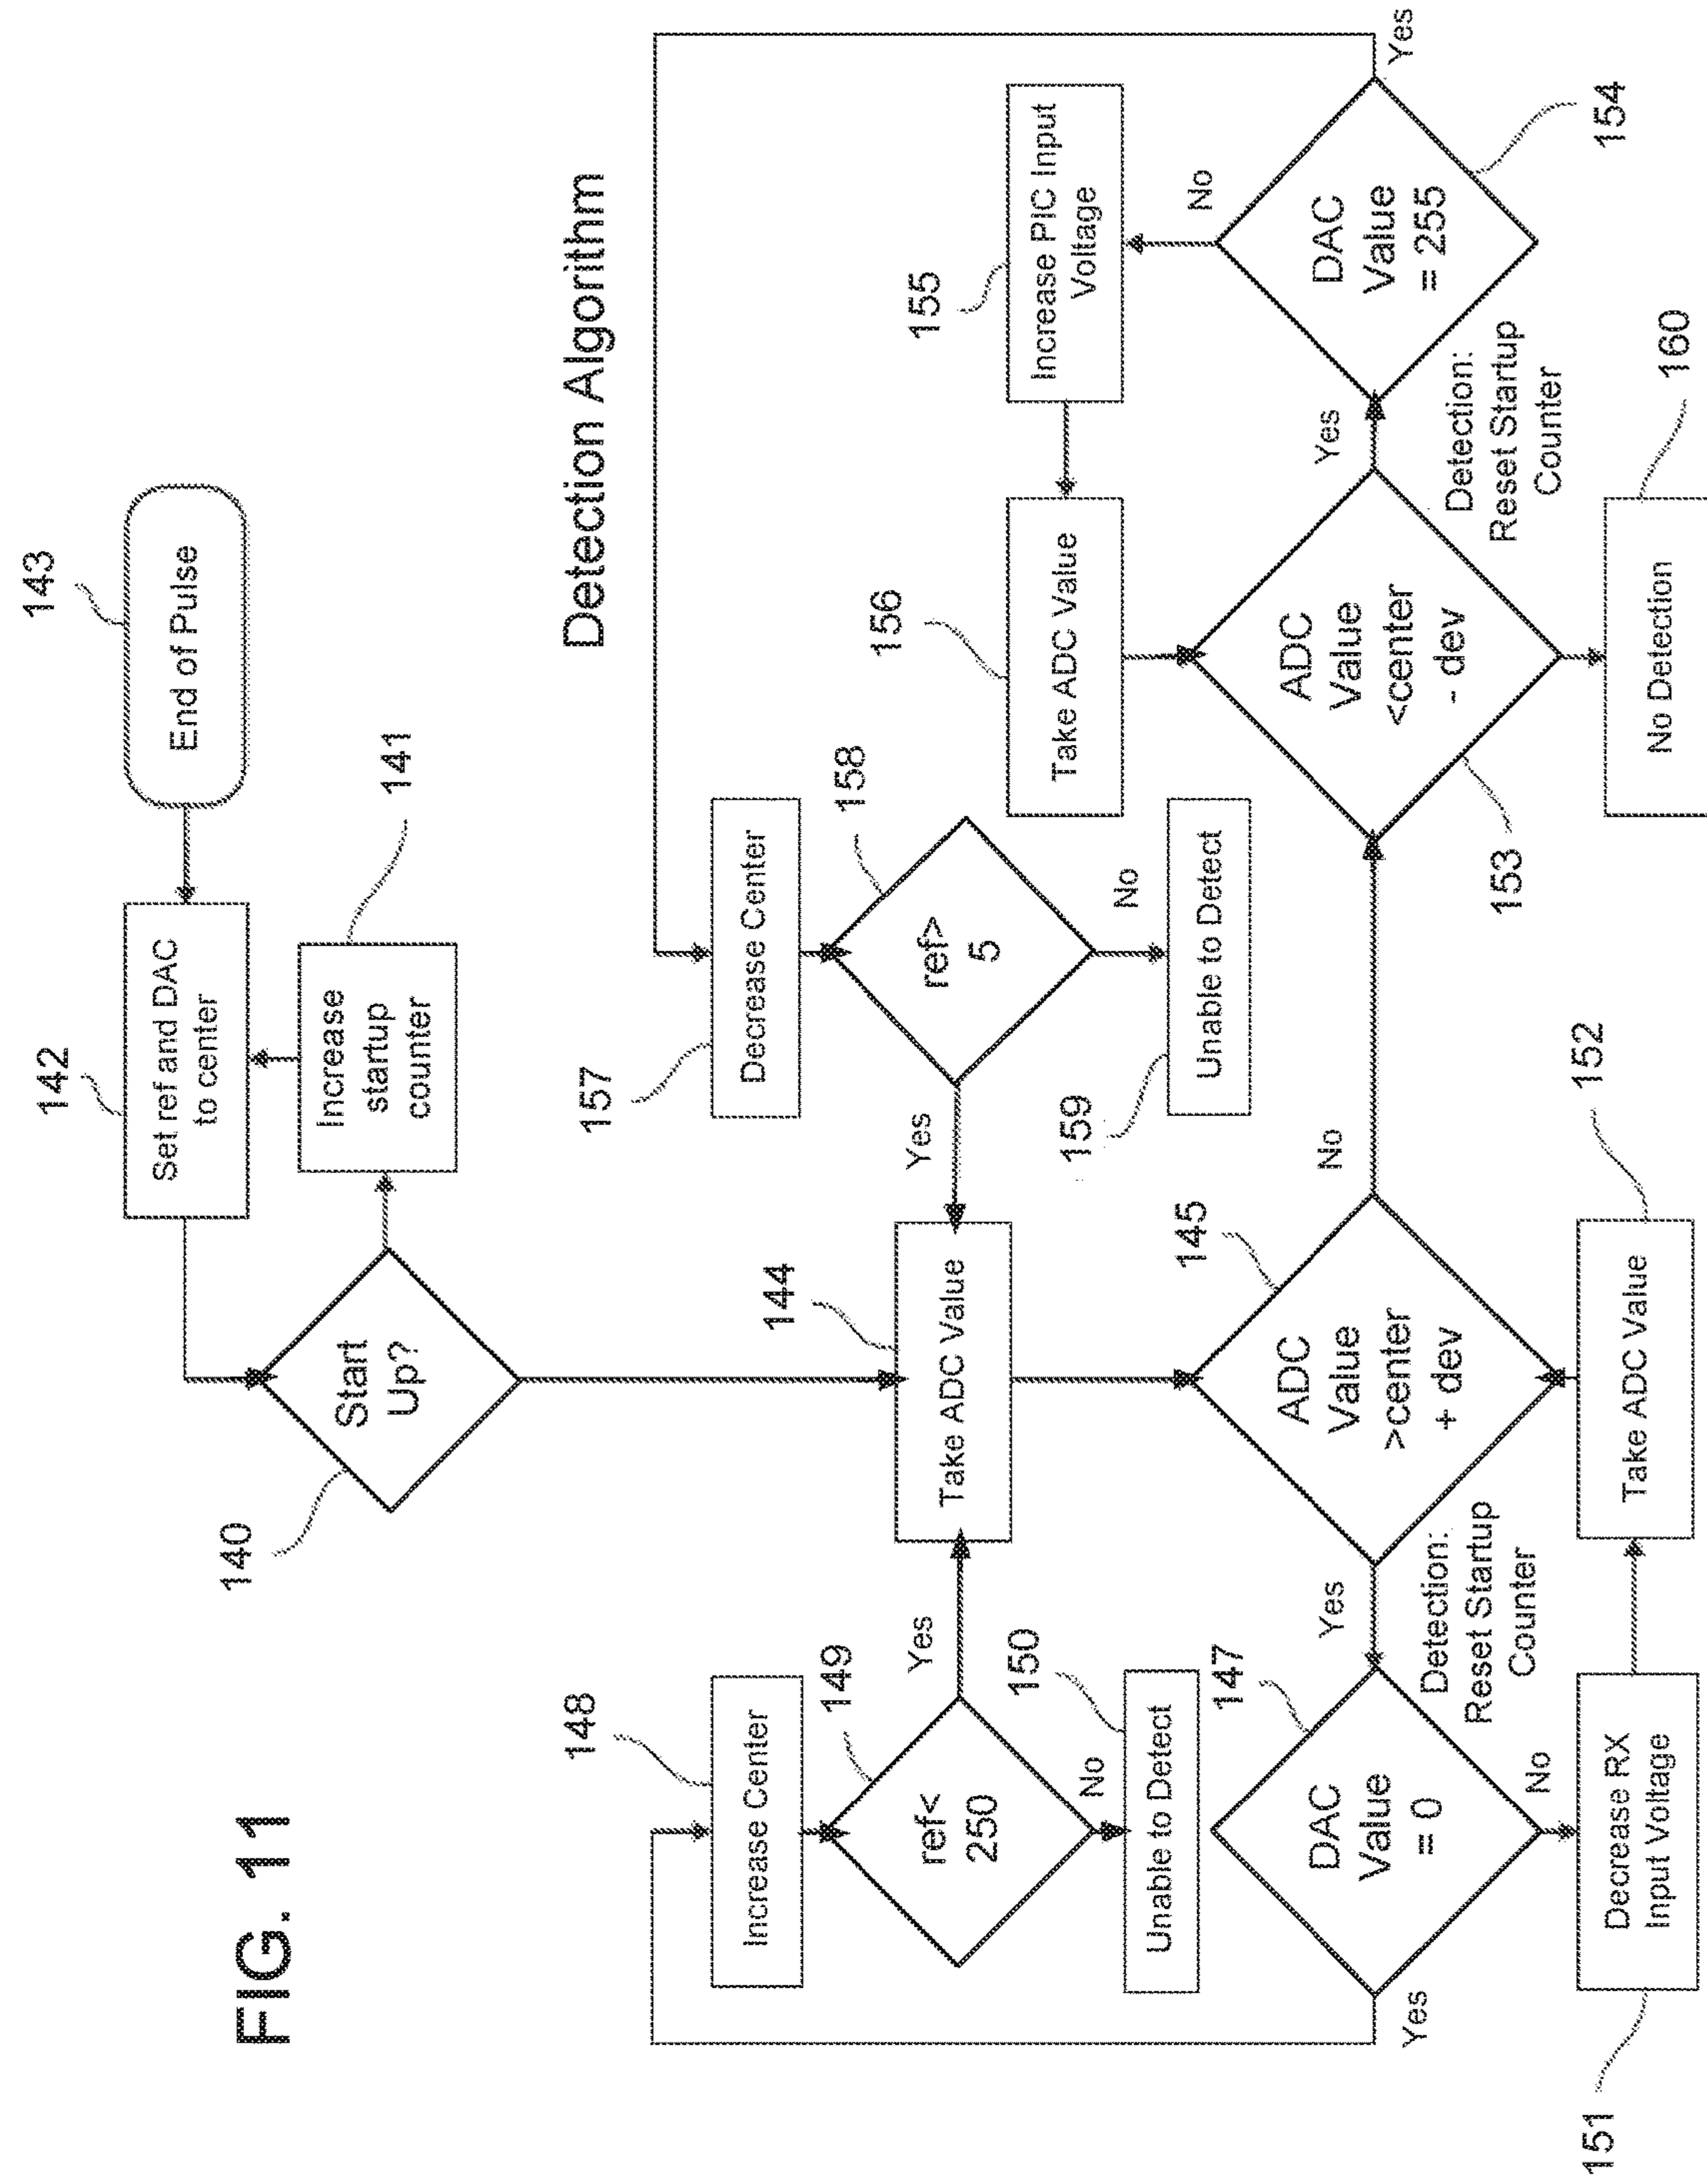 FIG. 11
143
End of Pulse
142
Set ref and DAC
to center
141
Increase
startup
counter
140
Start
Up?
Detection Algorithm
148
Increase Center
149
ref<
250
Yes
No
150
Unable to Detect
144
Take ADC Value
157
Decrease Center
158
ref>
5
Yes
No
159
Unable to Detect
155
Increase PIC Input
Voltage
156
Take ADC Value
147
DAC
Value
= 0
Yes
No
Yes
Detection:
Reset Startup
Counter
145
ADC
Value
>center
+ dev
No
153
ADC
Value
<center
- dev
Yes
Detection:
Reset Startup
Counter
154
DAC
Value
= 255
No
Yes
151
Decrease RX
Input Voltage
152
Take ADC Value
160
No Detection